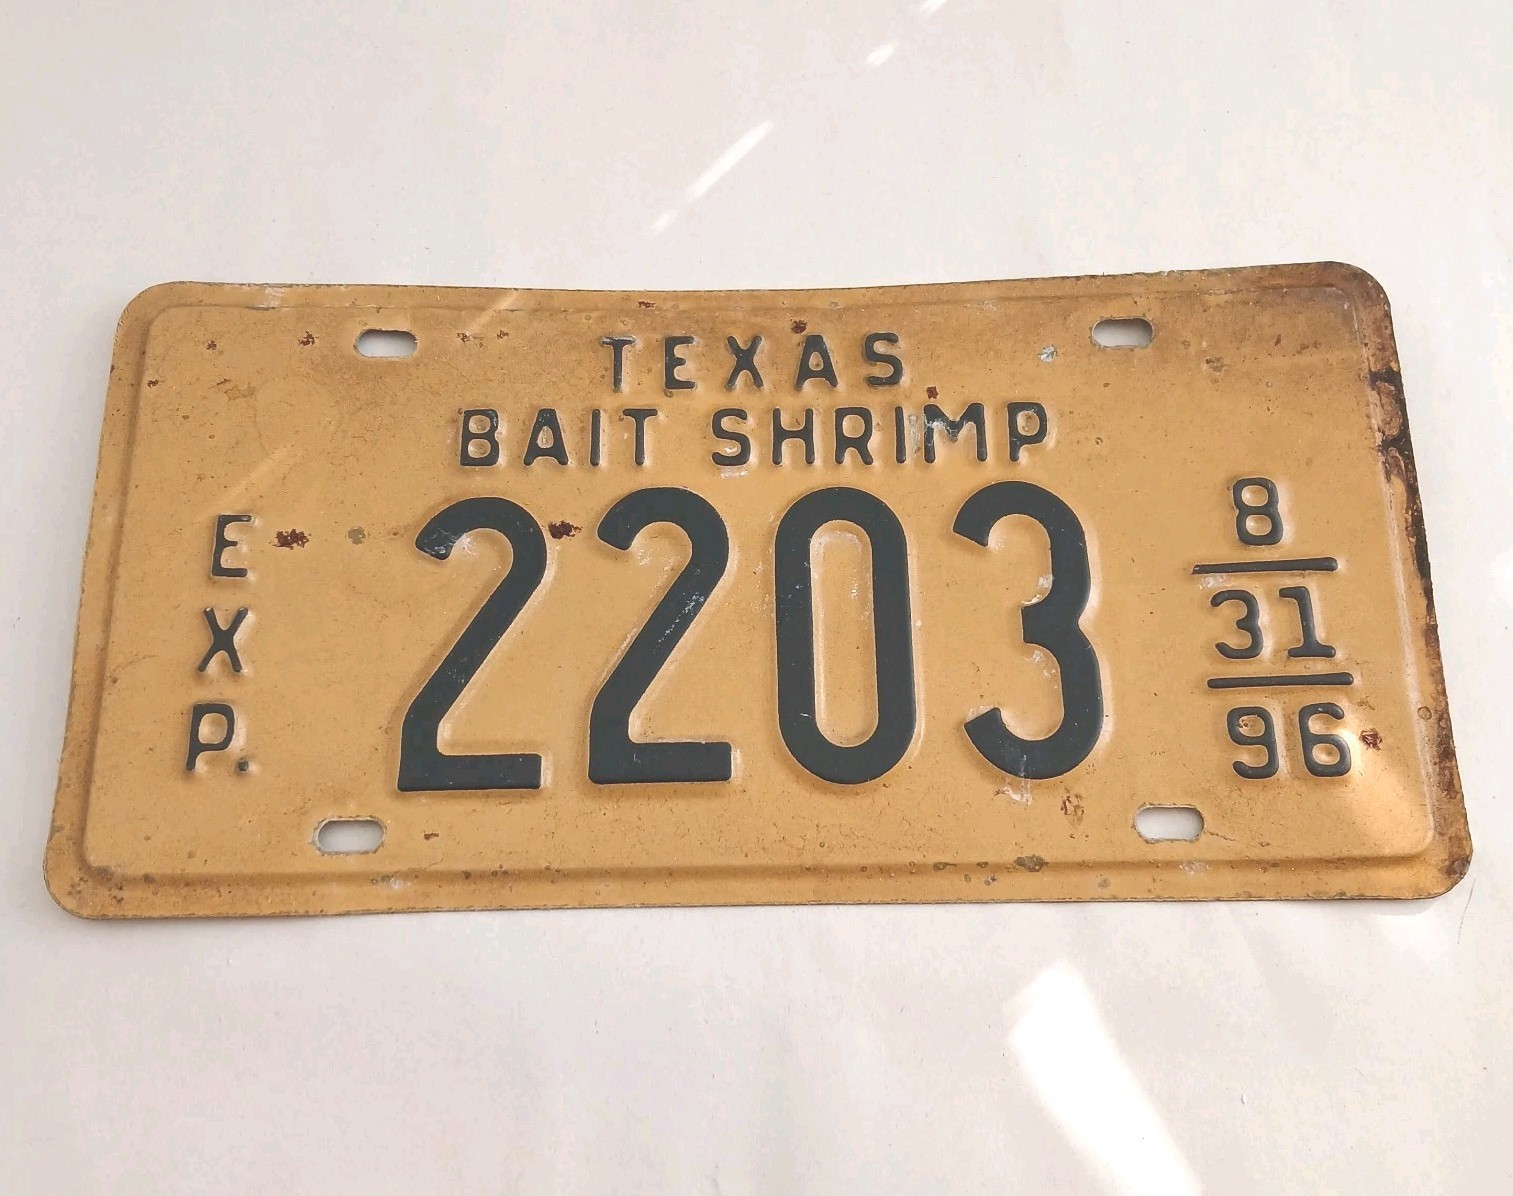 TEXAS
BAIT SHRIMP
EXP.
2203
8
31
96